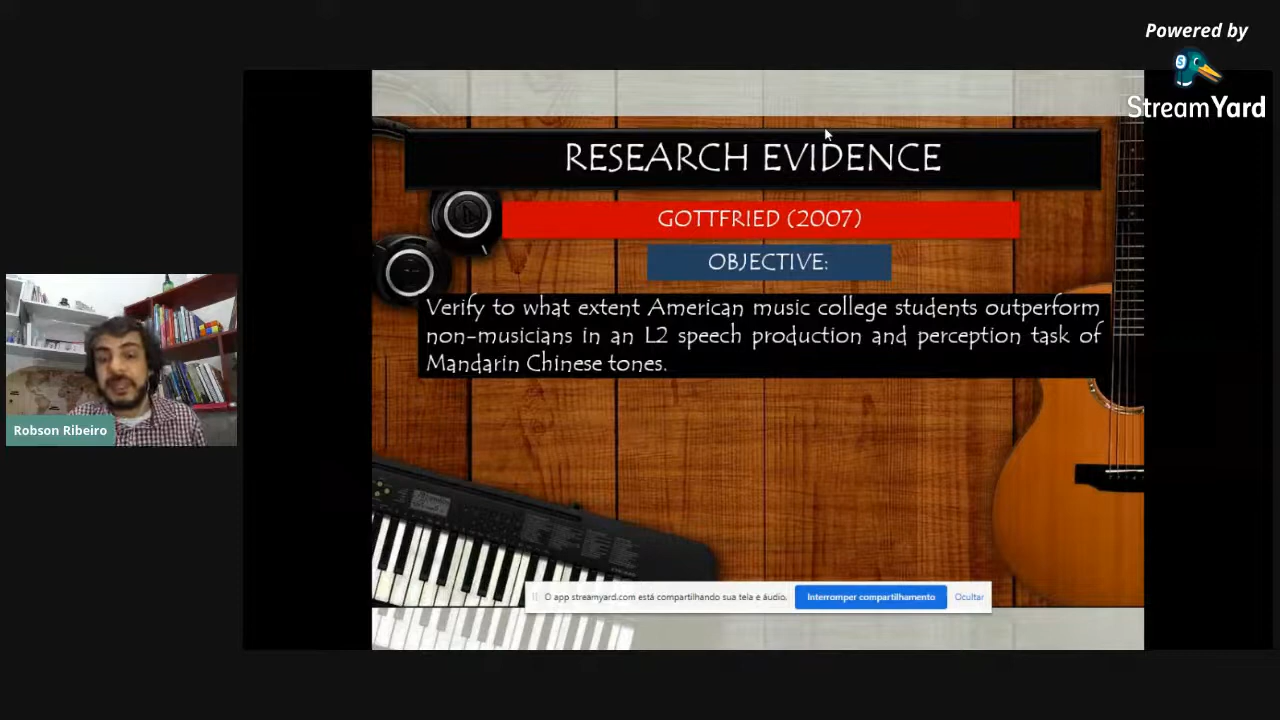 Powered by
StreamYard
RESEARCH EVIDENCE
GOTTFRIED (2007)
OBJECTIVE:
Verify to what extent American music college students outperform
non-musicians in an L2 speech production and perception task of
Mandarin Chinese tones.
Robson Ribeiro
O app streamyard.com está compartilhando sua tela e áudio.
Interromper compartilhamento
Ocultar